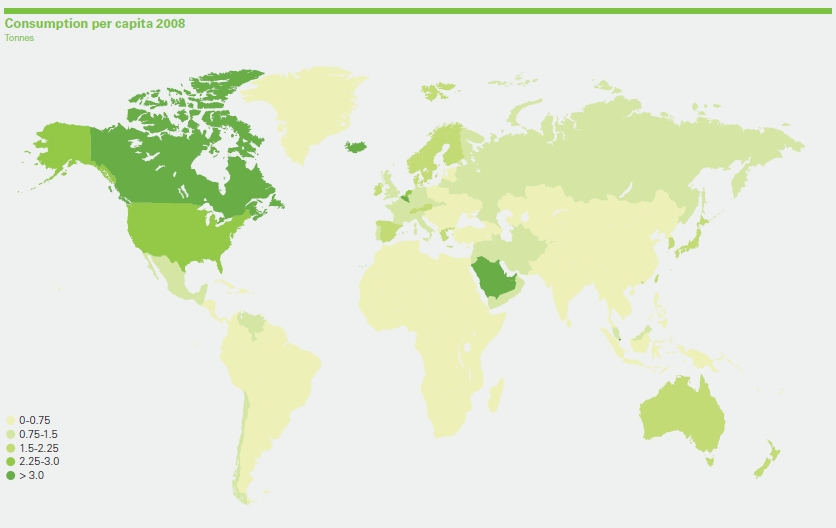 Consumption per capita 2008
Tonnes
0-0.75
0.75-1.5
1.5-2.25
2.25-3.0
> 3.0